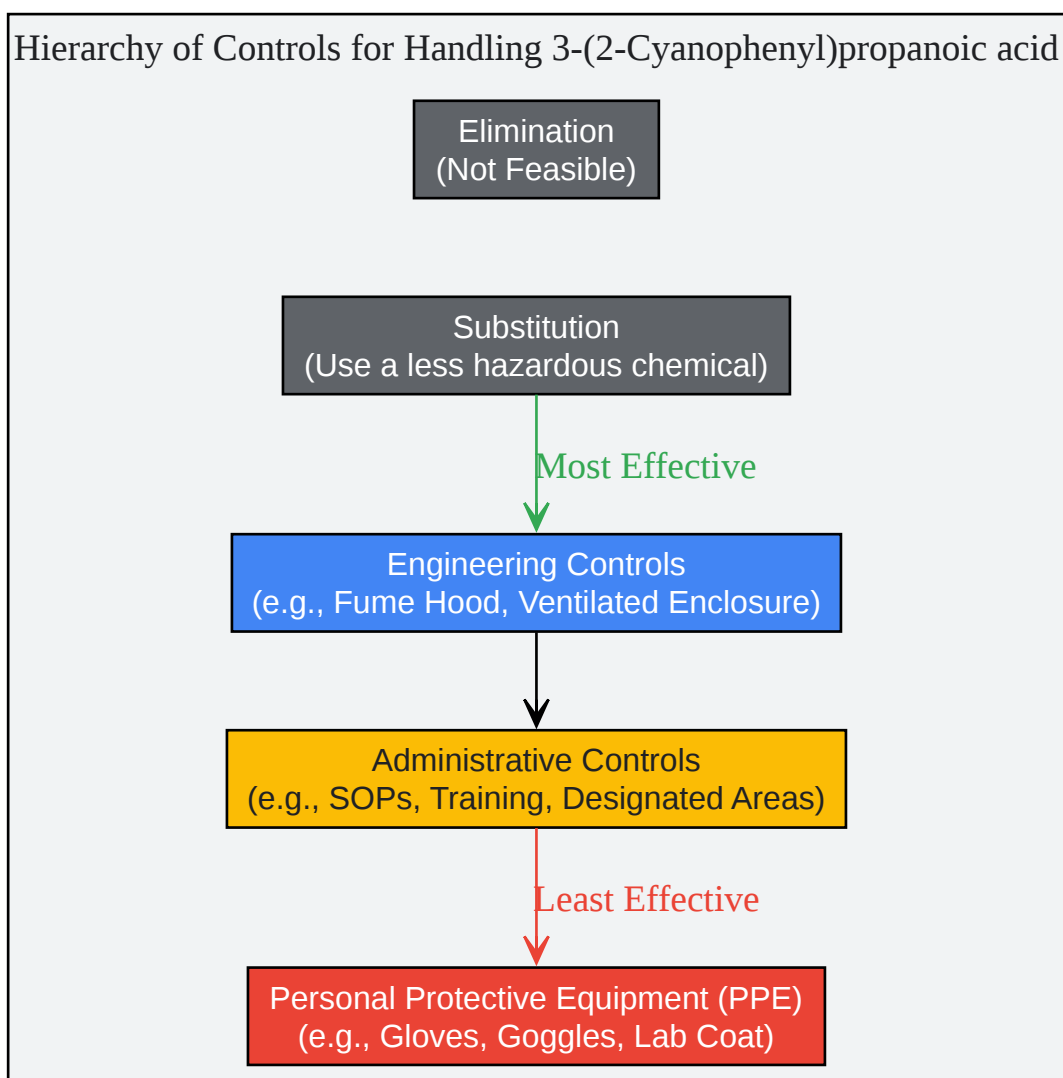 Hierarchy of Controls for Handling 3-(2-Cyanophenyl)propanoic acid
Elimination
(Not Feasible)
Substitution
(Use a less hazardous chemical)
Most Effective
Engineering Controls
(e.g., Fume Hood, Ventilated Enclosure)
Administrative Controls
(e.g., SOPs, Training, Designated Areas)
Least Effective
Personal Protective Equipment (PPE)
(e.g., Gloves, Goggles, Lab Coat)